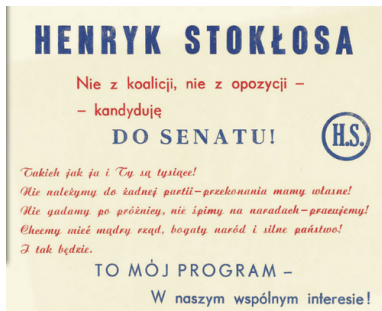 HENRYK STOKŁOSA
Nie z koalicji, nie z opozycji –
– kandyduję
DO SENATU!
H.S.
Takich jak ja i Ty są tysiące!
Nie należymy do żadnej partii–przekonania mamy własne!
Nie gadamy po próżnicy, nie śpimy na naradach–pracujemy!
Chcemy mieć mądry rząd, bogaty naród i silne państwo!
I tak będzie.
TO MÓJ PROGRAM –
W naszym wspólnym interesie!